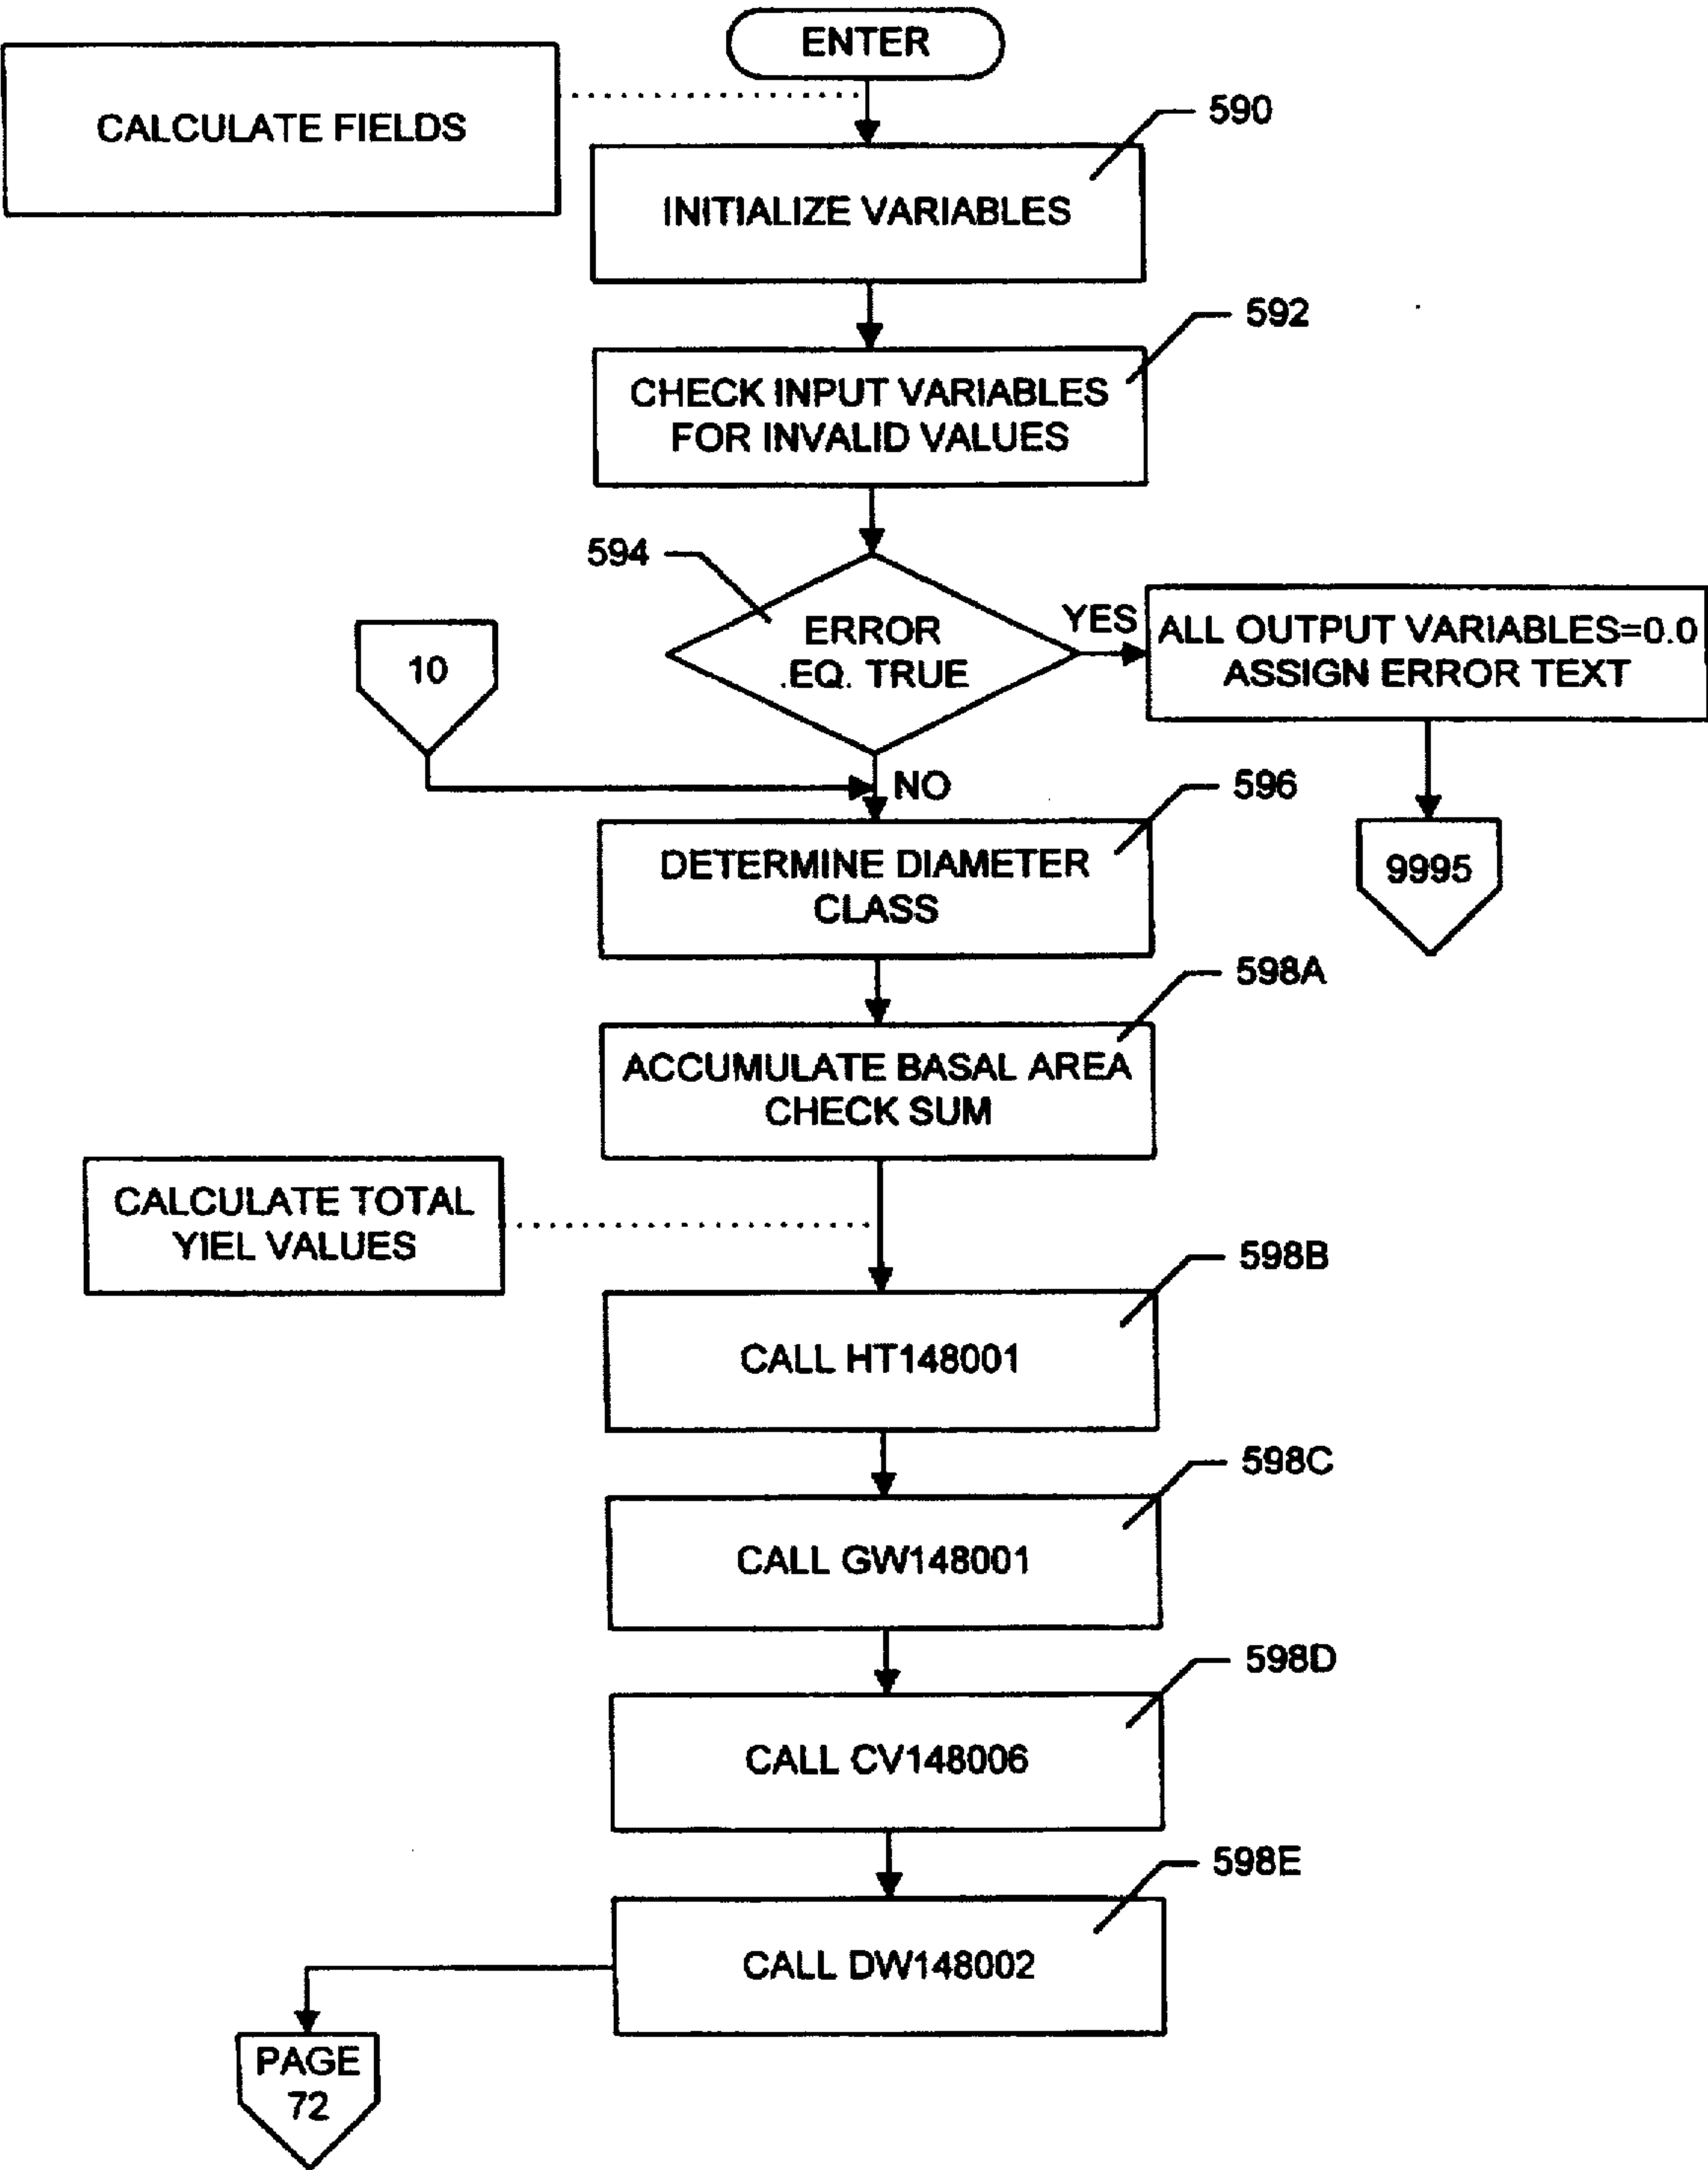 ENTER
CALCULATE FIELDS
590
INITIALIZE VARIABLES
592
CHECK INPUT VARIABLES
FOR INVALID VALUES
594
ERROR
.EQ. TRUE
YES
ALL OUTPUT VARIABLES=0.0
ASSIGN ERROR TEXT
10
NO
596
9995
DETERMINE DIAMETER
CLASS
598A
ACCUMULATE BASAL AREA
CHECK SUM
CALCULATE TOTAL
YIEL VALUES
598B
CALL HT148001
598C
CALL GW148001
598D
CALL CV148006
598E
CALL DW148002
PAGE
72